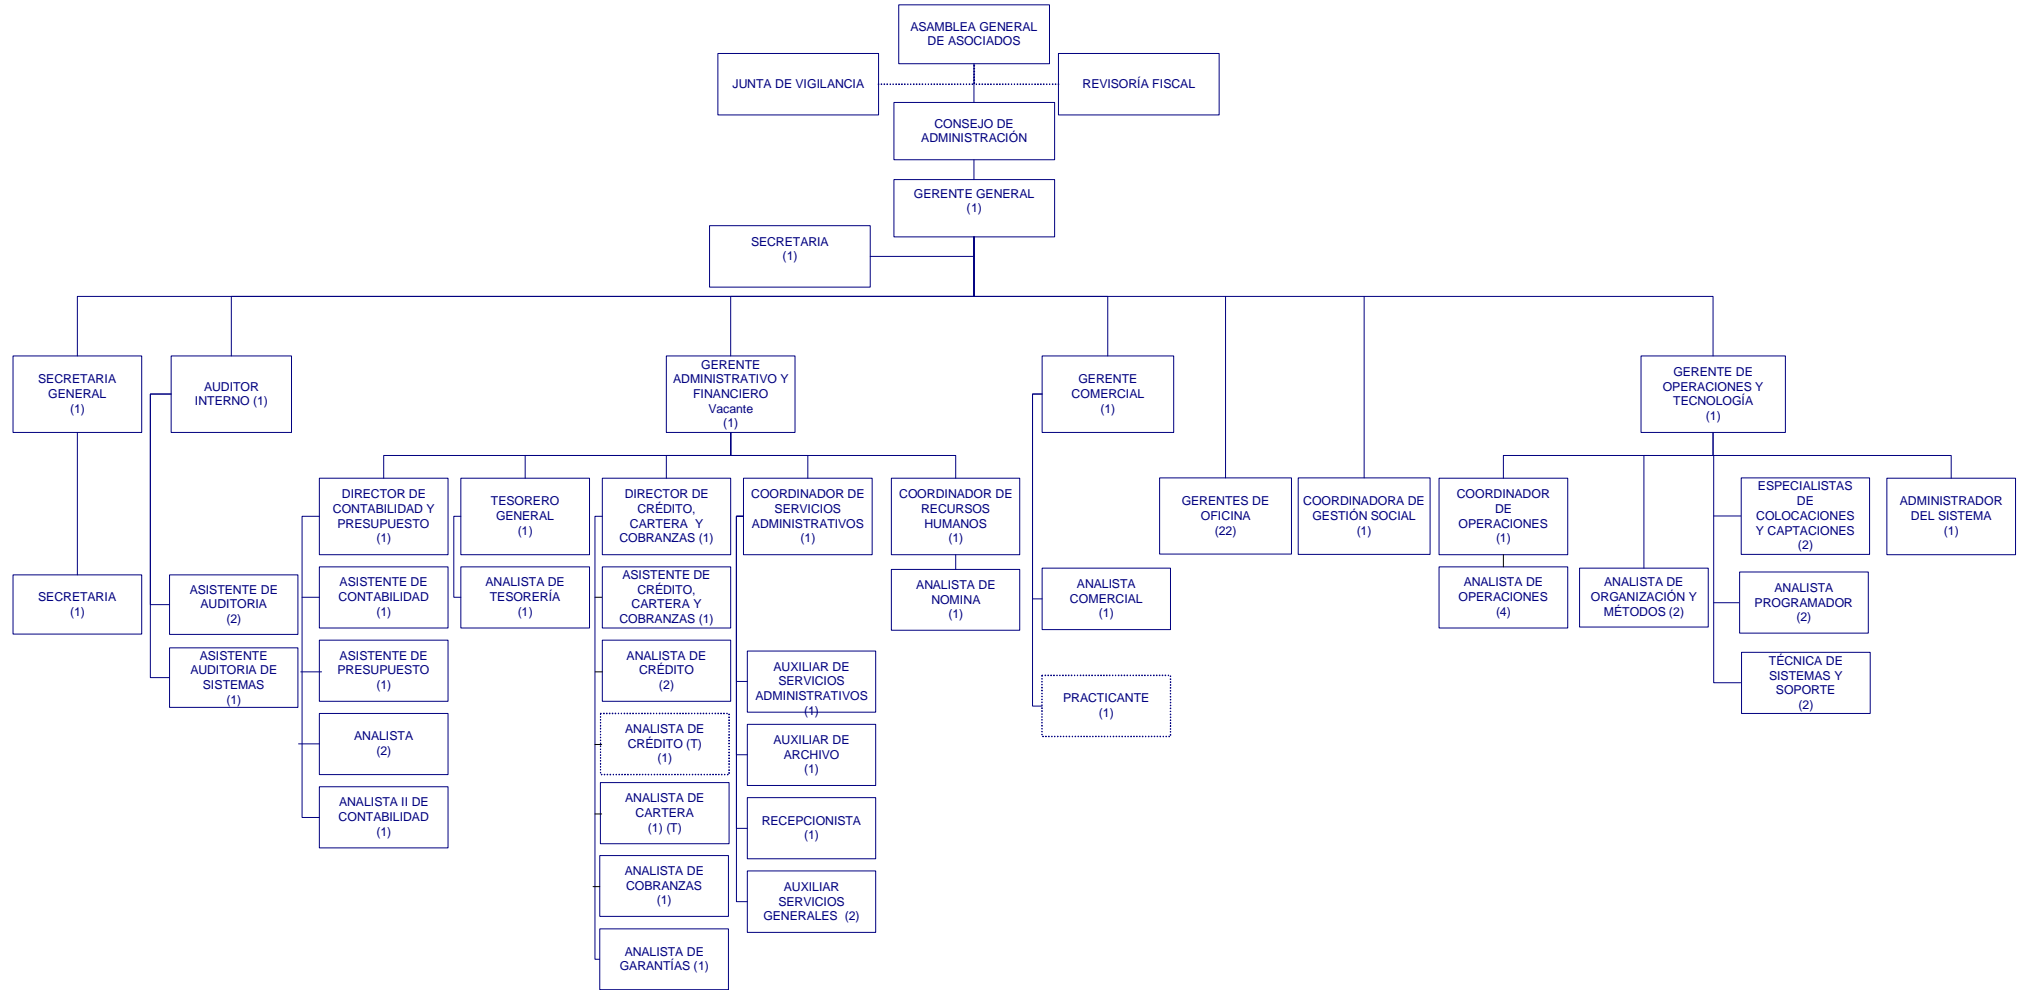 ASAMBLEA GENERAL
DE ASOCIADOS
JUNTA DE VIGILANCIA
REVISORÍA FISCAL
CONSEJO DE
ADMINISTRACIÓN
GERENTE GENERAL
(1)
SECRETARIA
(1)
SECRETARIA
GENERAL
(1)
AUDITOR
INTERNO (1)
GERENTE
ADMINISTRATIVO Y
FINANCIERO
Vacante
(1)
GERENTE
COMERCIAL
(1)
GERENTE DE
OPERACIONES Y
TECNOLOGÍA
(1)
DIRECTOR DE
CONTABILIDAD Y
PRESUPUESTO
(1)
TESORERO
GENERAL
(1)
DIRECTOR DE
CRÉDITO,
CARTERA Y
COBRANZAS (1)
COORDINADOR DE
SERVICIOS
ADMINISTRATIVOS
(1)
COORDINADOR DE
RECURSOS
HUMANOS
(1)
GERENTES DE
OFICINA
(22)
COORDINADORA DE
GESTIÓN SOCIAL
(1)
COORDINADOR
DE
OPERACIONES
(1)
ESPECIALISTAS
DE
COLOCACIONES
Y CAPTACIONES
(2)
ADMINISTRADOR
DEL SISTEMA
(1)
SECRETARIA
(1)
ASISTENTE DE
AUDITORIA
(2)
ASISTENTE DE
CONTABILIDAD
(1)
ANALISTA DE
TESORERÍA
(1)
ASISTENTE DE
CRÉDITO,
CARTERA Y
COBRANZAS (1)
ANALISTA DE
NOMINA
(1)
ANALISTA
COMERCIAL
(1)
ANALISTA DE
OPERACIONES
(4)
ANALISTA DE
ORGANIZACIÓN Y
MÉTODOS (2)
ANALISTA
PROGRAMADOR
(2)
ASISTENTE
AUDITORIA DE
SISTEMAS
(1)
ASISTENTE DE
PRESUPUESTO
(1)
ANALISTA DE
CRÉDITO
(2)
AUXILIAR DE
SERVICIOS
ADMINISTRATIVOS
(1)
PRACTICANTE
(1)
TÉCNICA DE
SISTEMAS Y
SOPORTE
(2)
ANALISTA
(2)
ANALISTA DE
CRÉDITO (T)
(1)
AUXILIAR DE
ARCHIVO
(1)
ANALISTA II DE
CONTABILIDAD
(1)
ANALISTA DE
CARTERA
(1) (T)
RECEPCIONISTA
(1)
ANALISTA DE
COBRANZAS
(1)
AUXILIAR
SERVICIOS
GENERALES (2)
ANALISTA DE
GARANTÍAS (1)